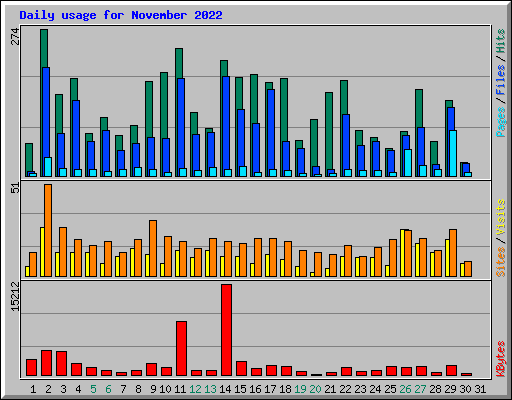 Daily usage for November 2022
274
51
15212
Pages / Files / Hits
Sites / Visits
KBytes
1 2 3 4 5 6 7 8 9 10 11 12 13 14 15 16 17 18 19 20 21 22 23 24 25 26 27 28 29 30 31